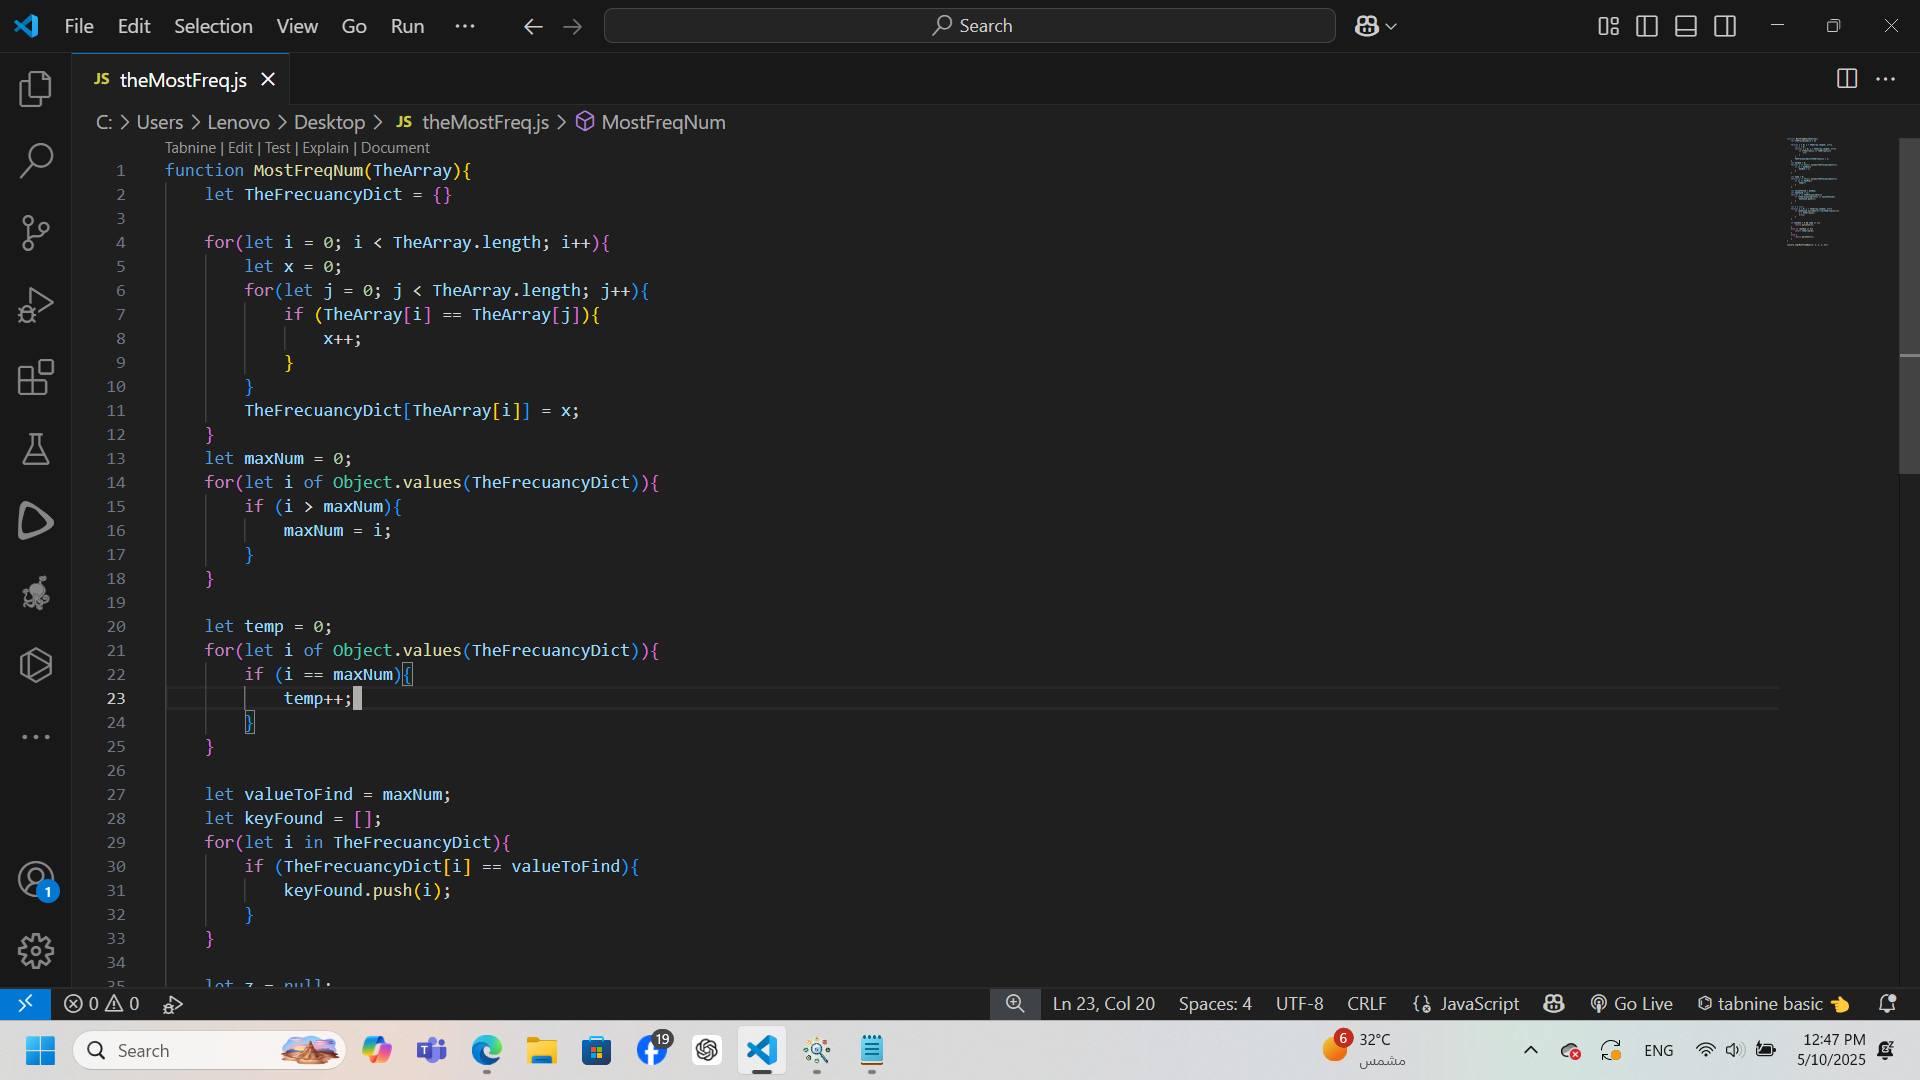 File Edit Selection View Go Run ··· Search
JS theMostFreq.js
C: > Users > Lenovo > Desktop > JS theMostFreq.js > MostFreqNum
Tabnine | Edit | Test | Explain | Document
1 function MostFreqNum(TheArray){
2 let TheFrecuancyDict = {}
3
4 for(let i = 0; i < TheArray.length; i++){
5 let x = 0;
6 for(let j = 0; j < TheArray.length; j++){
7 if (TheArray[i] == TheArray[j]){
8 x++;
9 }
10 }
11 TheFrecuancyDict[TheArray[i]] = x;
12 }
13 let maxNum = 0;
14 for(let i of Object.values(TheFrecuancyDict)){
15 if (i > maxNum){
16 maxNum = i;
17 }
18 }
19
20 let temp = 0;
21 for(let i of Object.values(TheFrecuancyDict)){
22 if (i == maxNum){
23 temp++;
24 }
25 }
26
27 let valueToFind = maxNum;
28 let keyFound = [];
29 for(let i in TheFrecuancyDict){
30 if (TheFrecuancyDict[i] == valueToFind){
31 keyFound.push(i);
32 }
33 }
34
35 let z = null;
1
0 0 Ln 23, Col 20 Spaces: 4 UTF-8 CRLF {} JavaScript Go Live tabnine basic
Search 19 6 32°C ENG 12:47 PM
مشمس 5/10/2025